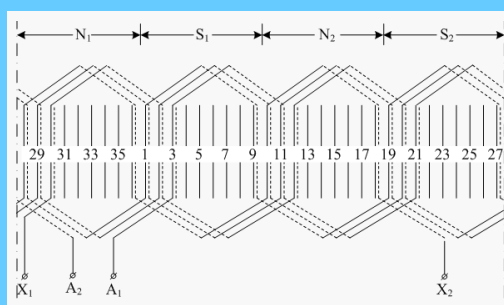 N₁ S₁ N₂ S₂
29 31 33 35 1 3 5 7 9 11 13 15 17 19 21 23 25 27
X₁ A₂ A₁ X₂